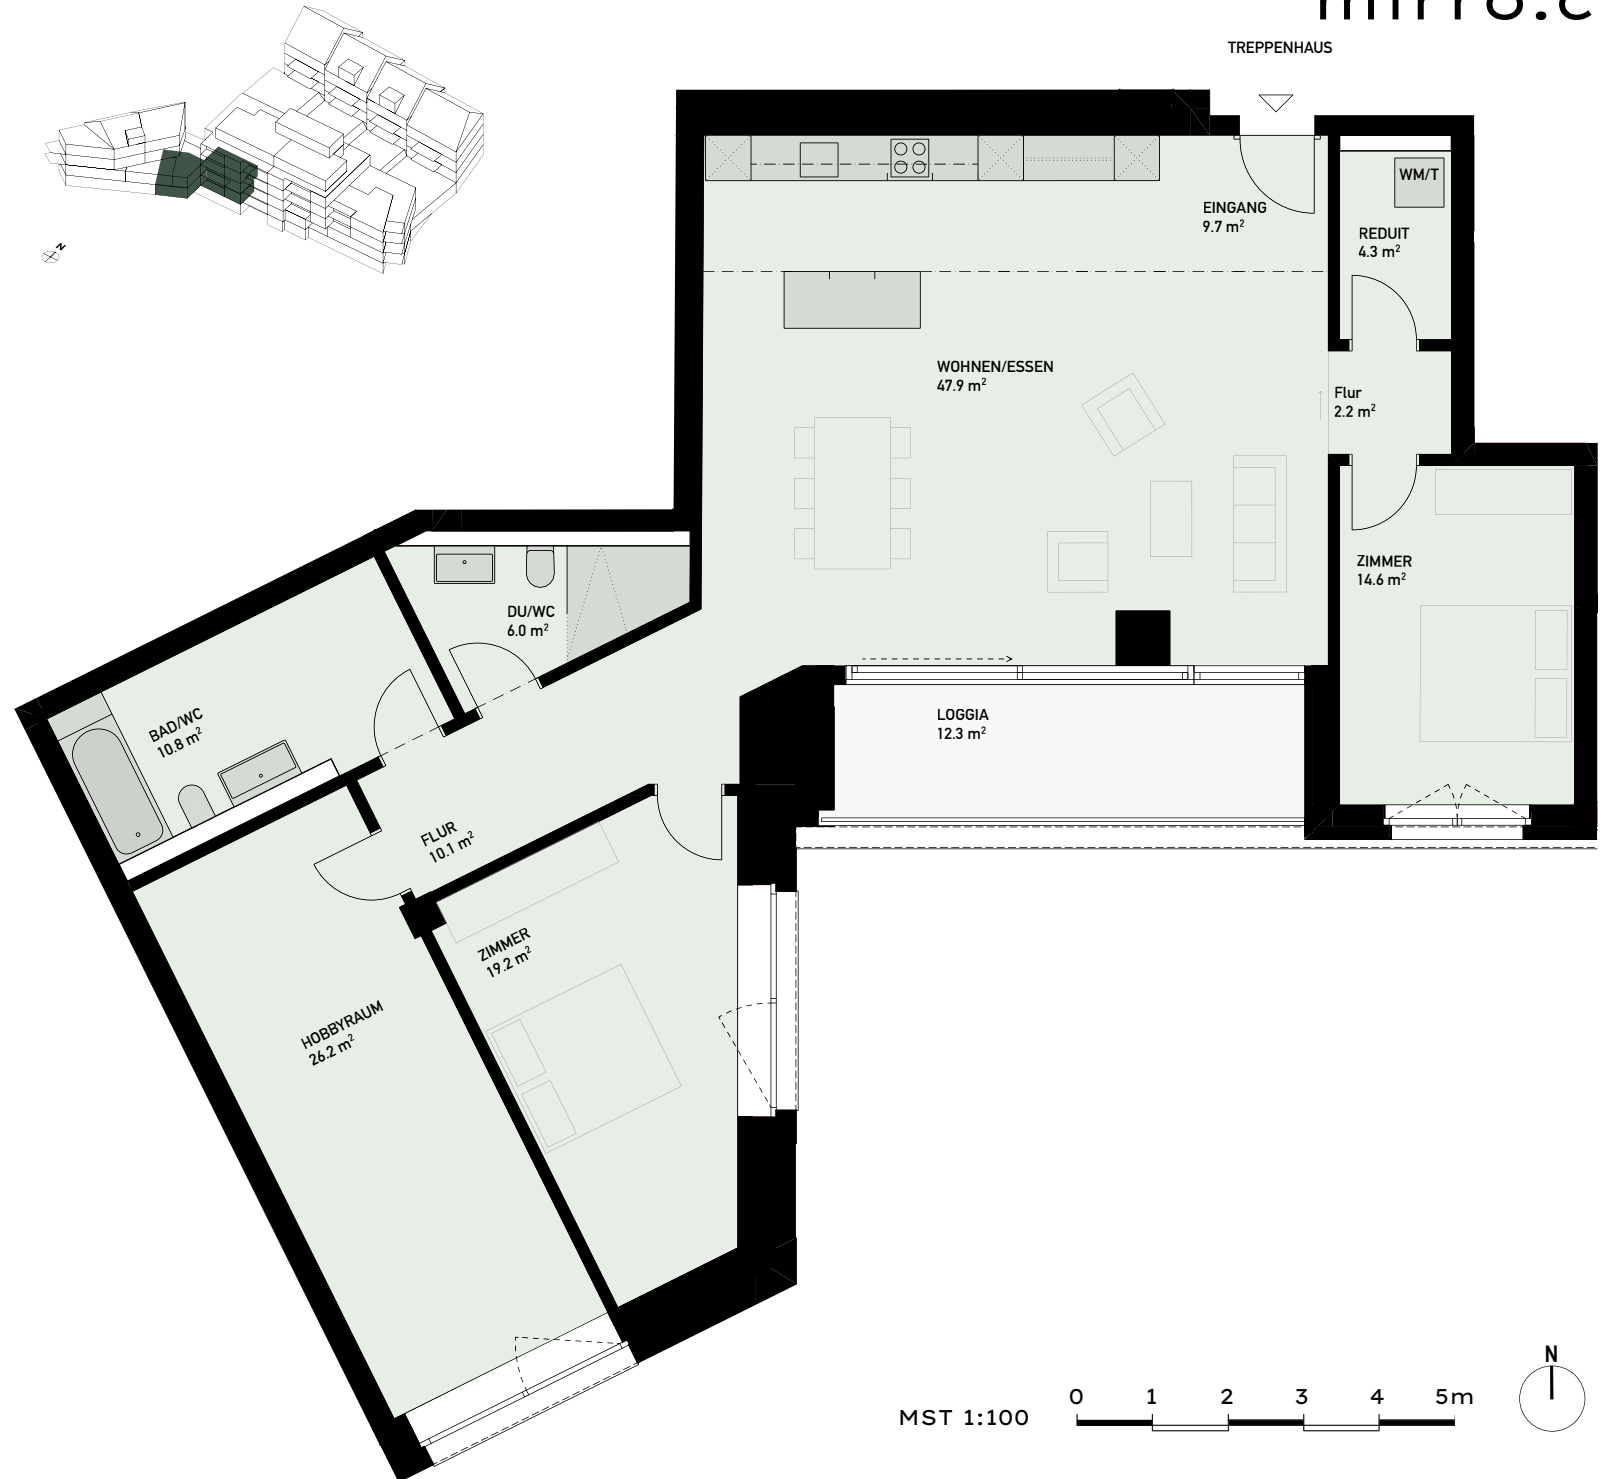 mirro.c
TREPPENHAUS
WM/T
EINGANG
9.7 m²
REDUIT
4.3 m²
N
WOHNEN/ESSEN
47.9 m²
Flur
2.2 m²
ZIMMER
14.6 m²
DU/WC
6.0 m²
BAD/WC
10.8 m²
LOGGIA
12.3 m²
FLUR
10.1 m²
ZIMMER
19.2 m²
HOBBYRAUM
26.2 m²
N
0 1 2 3 4 5m
MST 1:100